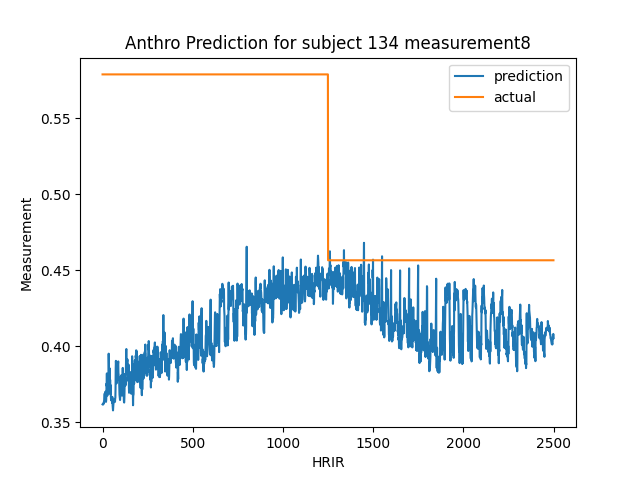 Anthro Prediction for subject 134 measurement8
prediction
actual
Measurement
0.55
0.50
0.45
0.40
0.35
0
500
1000
1500
2000
2500
HRIR